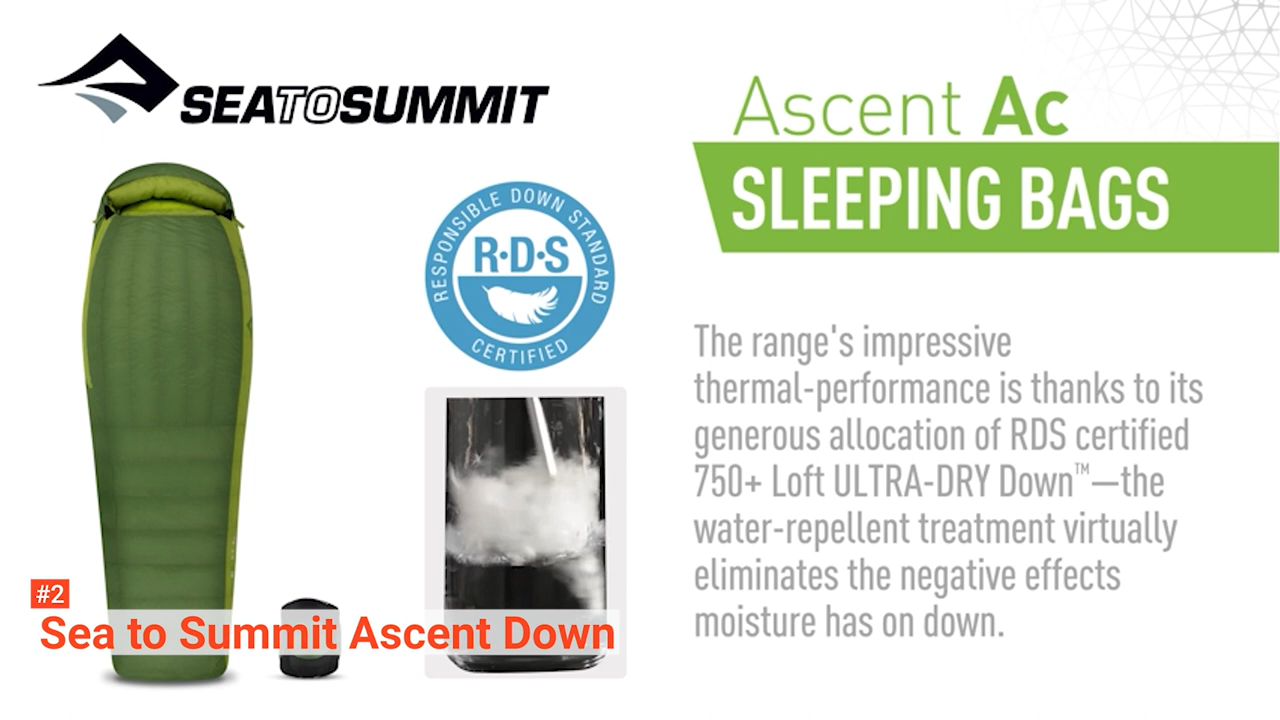 SEATOSUMMIT
Ascent Ac
SLEEPING BAGS
RESPONSIBLE DOWN STANDARD
R·D·S
CERTIFIED
The range's impressive
thermal-performance is thanks to its
generous allocation of RDS certified
750+ Loft ULTRA-DRY Down™—the
water-repellent treatment virtually
eliminates the negative effects
moisture has on down.
#2
Sea to Summit Ascent Down